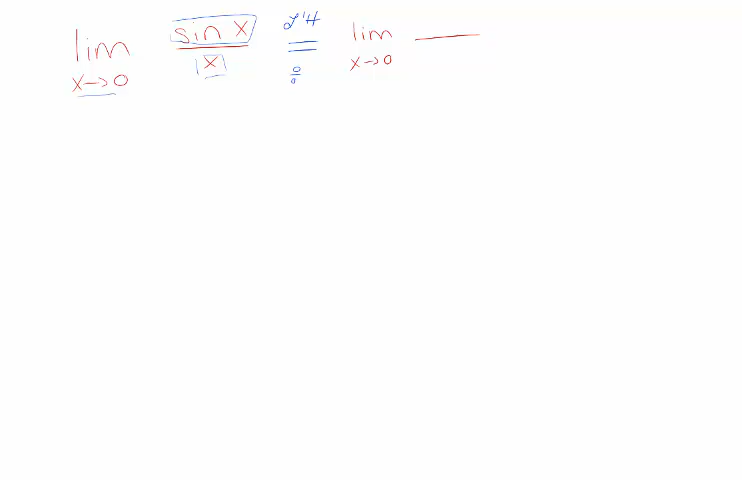 lim x→0 sin x / x L'H = 0/0 lim x→0